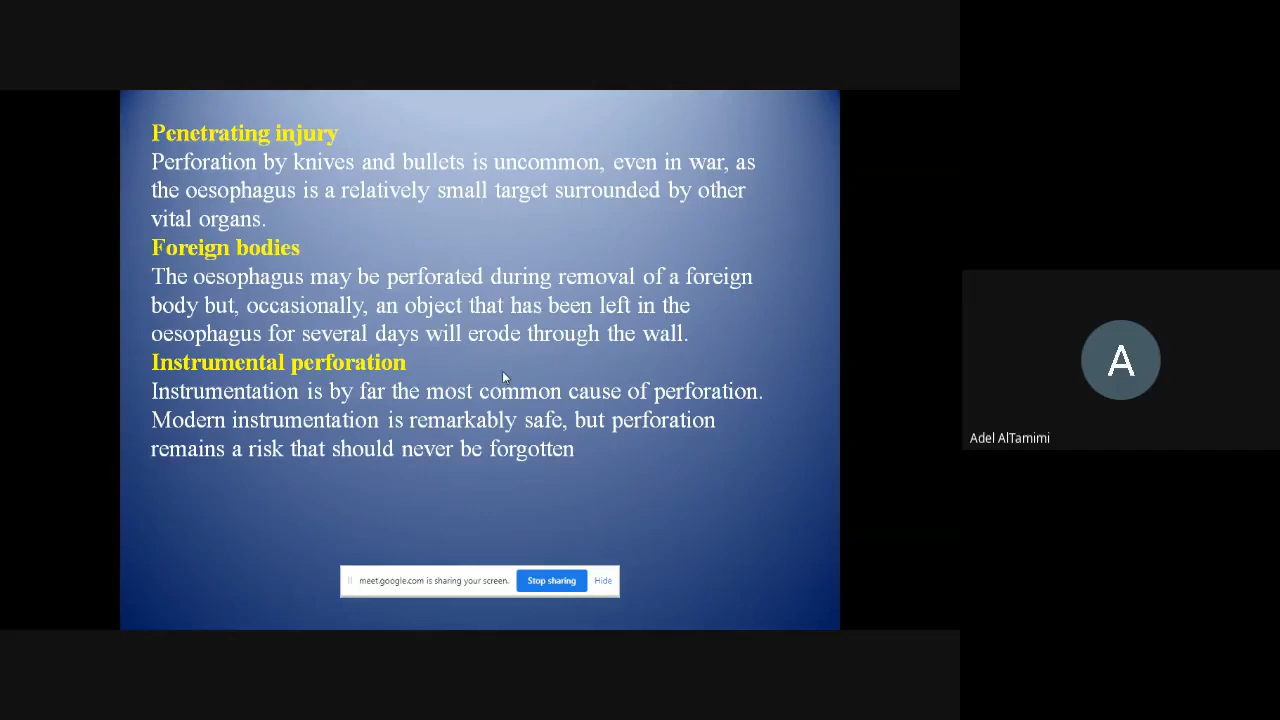 Penetrating injury
Perforation by knives and bullets is uncommon, even in war, as
the oesophagus is a relatively small target surrounded by other
vital organs.
Foreign bodies
The oesophagus may be perforated during removal of a foreign
body but, occasionally, an object that has been left in the
oesophagus for several days will erode through the wall.
Instrumental perforation
Instrumentation is by far the most common cause of perforation.
Modern instrumentation is remarkably safe, but perforation
remains a risk that should never be forgotten
meet.google.com is sharing your screen.
Stop sharing
Hide
A
Adel AlTamimi